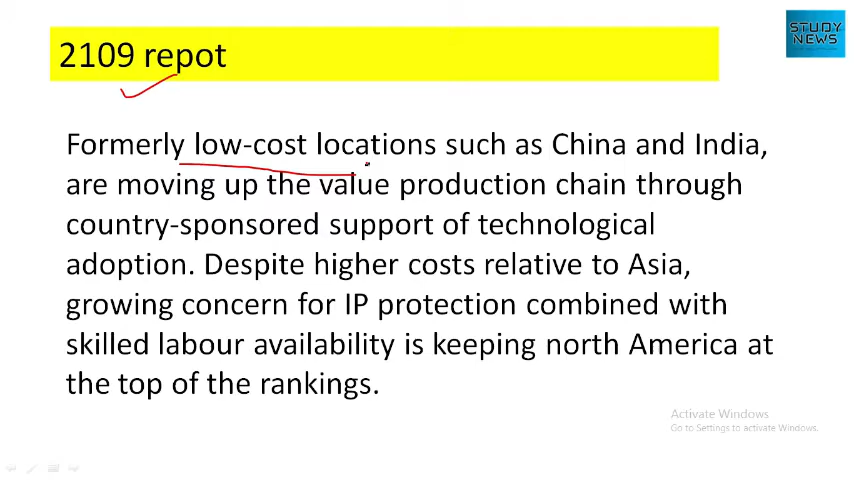 2109 repot
STUDY
NEWS
Formerly low-cost locations such as China and India,
are moving up the value production chain through
country-sponsored support of technological
adoption. Despite higher costs relative to Asia,
growing concern for IP protection combined with
skilled labour availability is keeping north America at
the top of the rankings.
Activate Windows
Go to Settings to activate Windows.